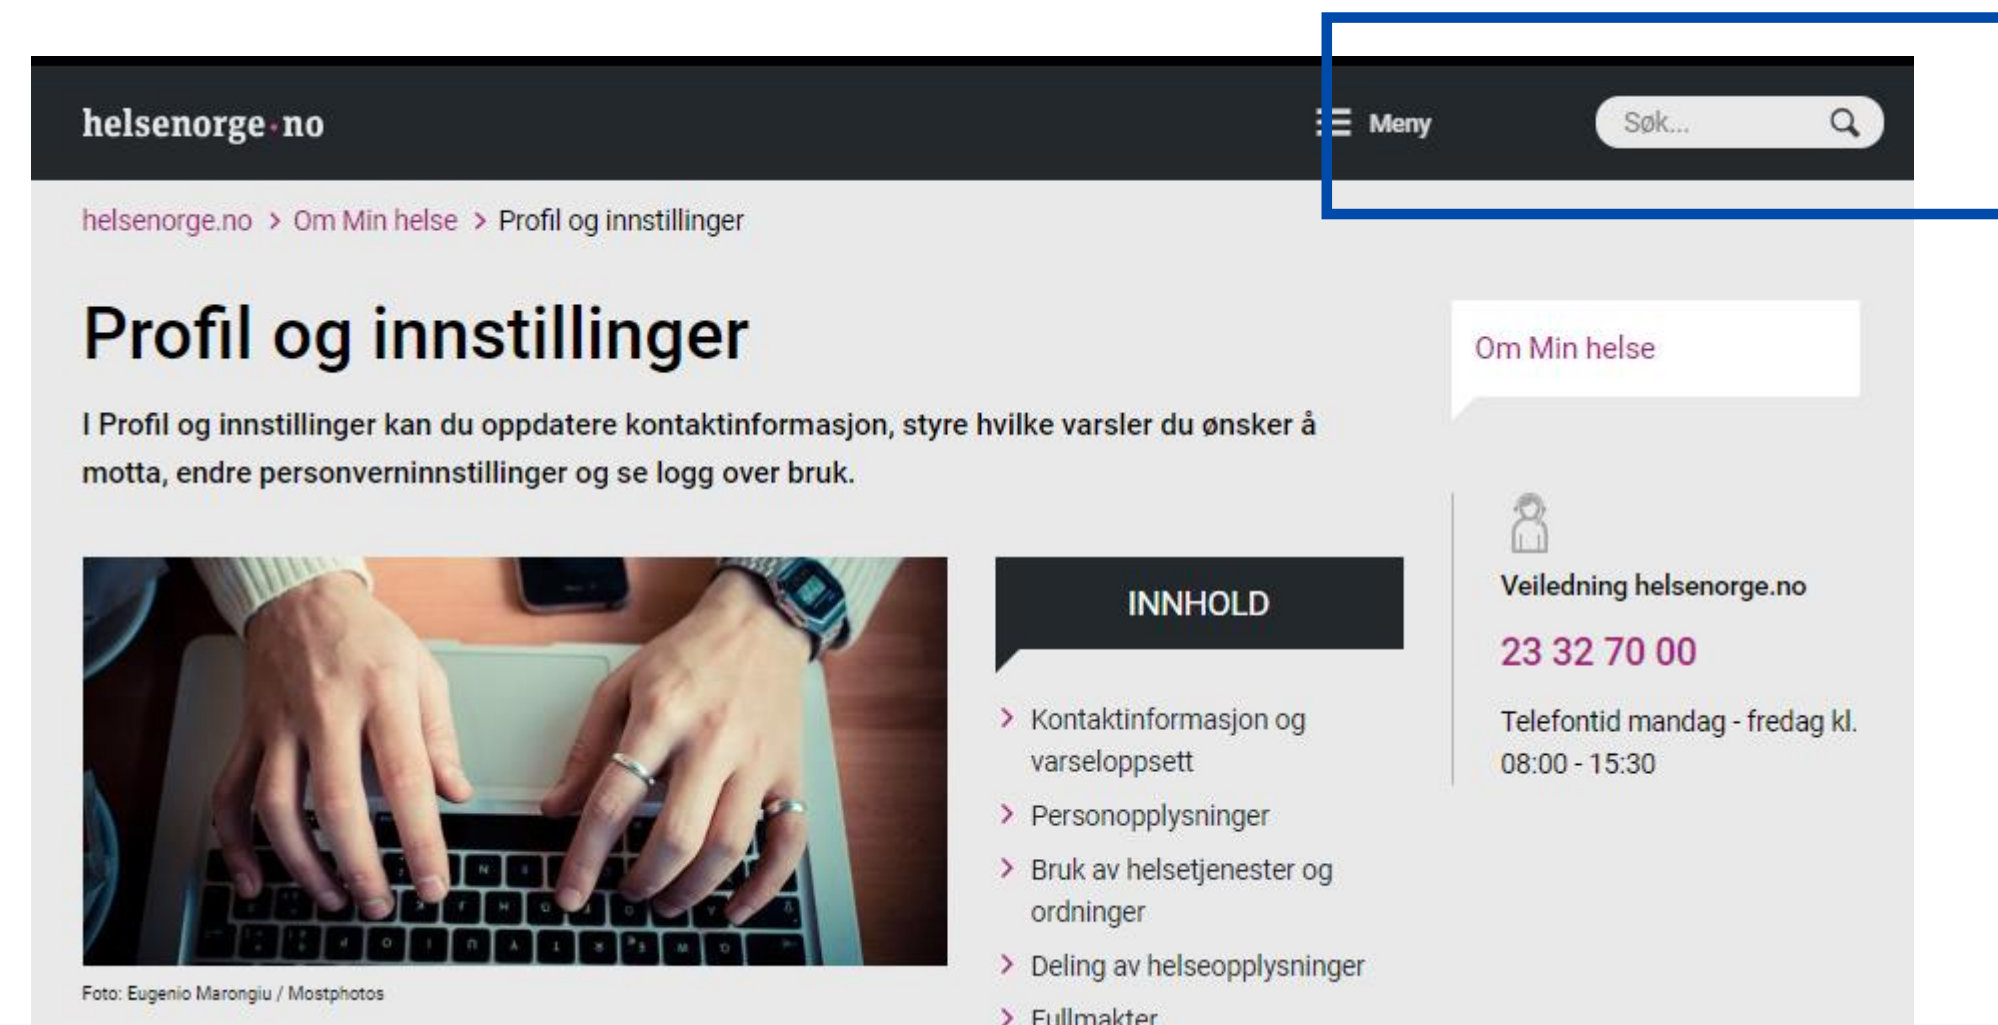 helsenorge·no
Meny
Søk...
helsenorge.no > Om Min helse > Profil og innstillinger
Profil og innstillinger
I Profil og innstillinger kan du oppdatere kontaktinformasjon, styre hvilke varsler du ønsker å
motta, endre personverninnstillinger og se logg over bruk.
Foto: Eugenio Marongiu / Mostphotos
INNHOLD
Kontaktinformasjon og
varseloppsett
Personopplysninger
Bruk av helsetjenester og
ordninger
Deling av helseopplysninger
Fullmakter
Om Min helse
Veiledning helsenorge.no
23 32 70 00
Telefontid mandag - fredag kl.
08:00 - 15:30